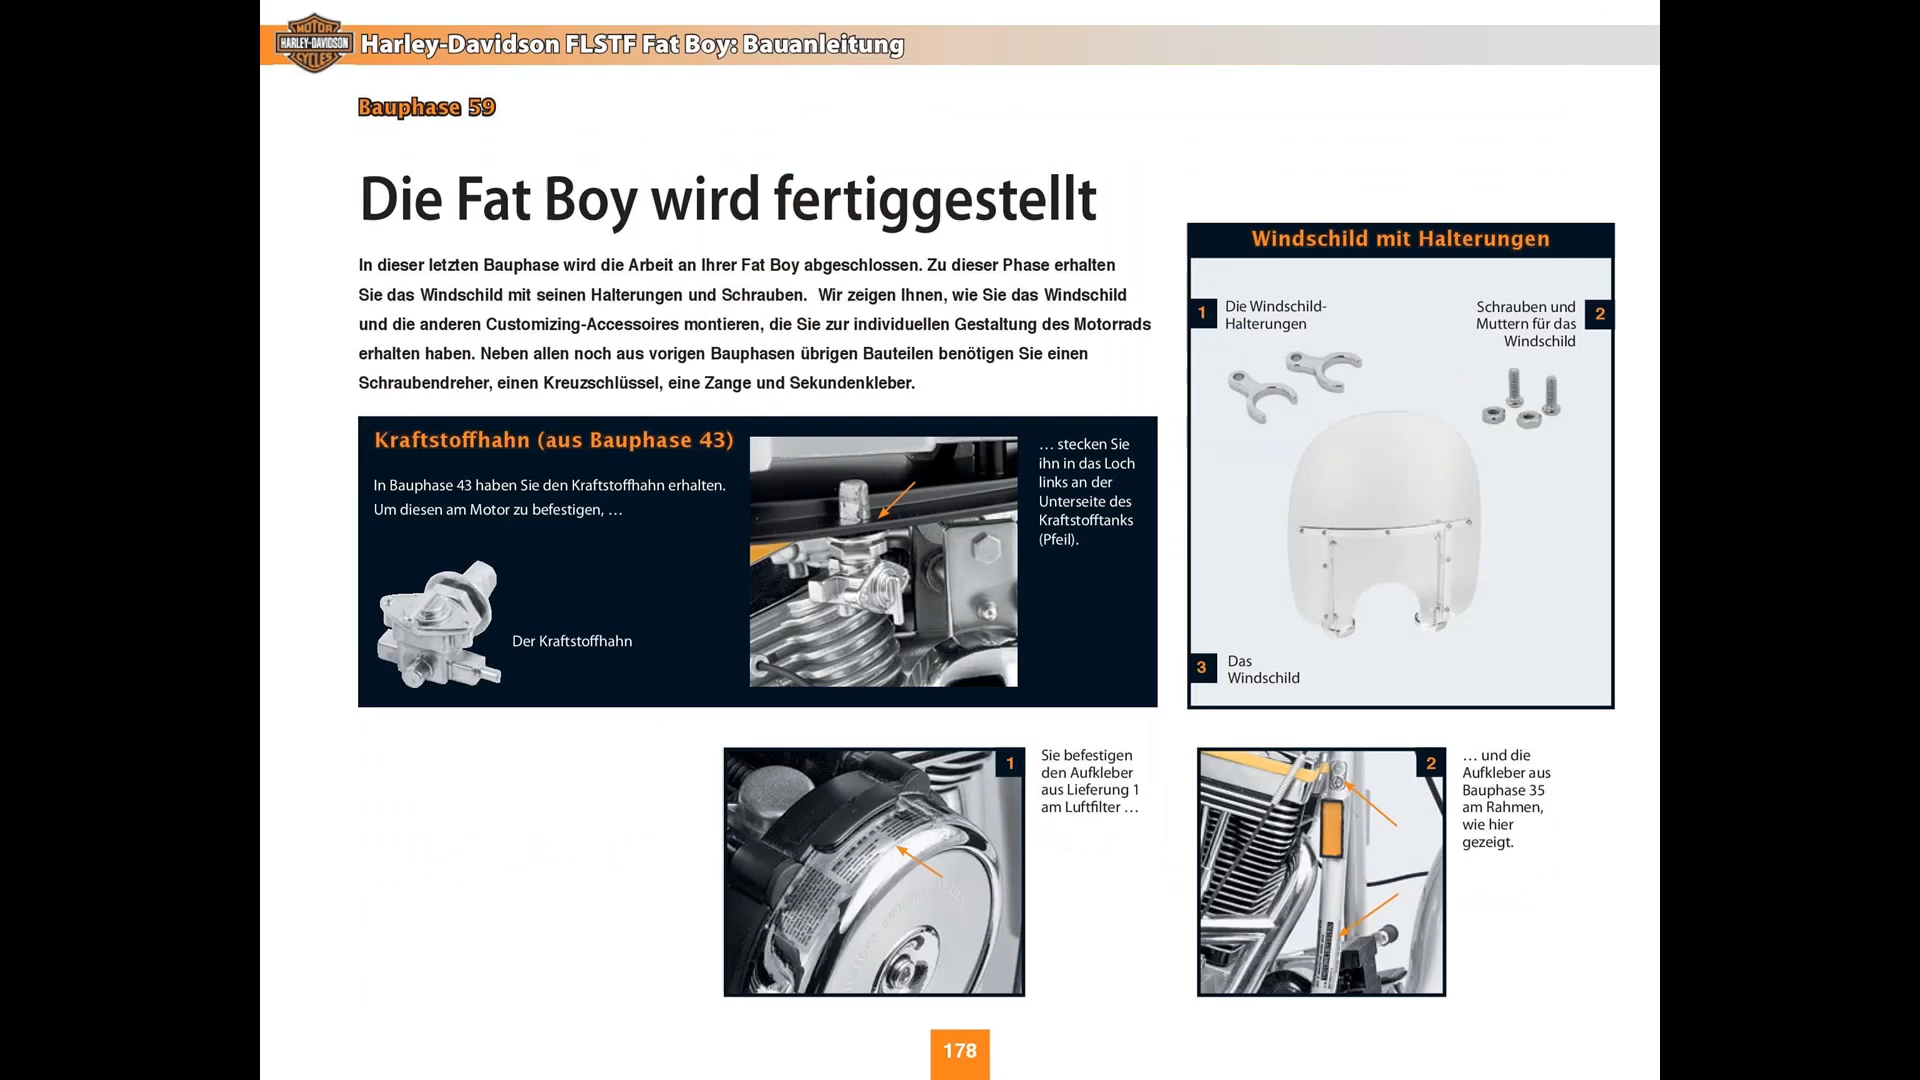 MOTOR
HARLEY-DAVIDSON
CYCLES
Harley-Davidson FLSTF Fat Boy: Bauanleitung
Bauphase 59
Die Fat Boy wird fertiggestellt
In dieser letzten Bauphase wird die Arbeit an Ihrer Fat Boy abgeschlossen. Zu dieser Phase erhalten
Sie das Windschild mit seinen Halterungen und Schrauben. Wir zeigen Ihnen, wie Sie das Windschild
und die anderen Customizing-Accessoires montieren, die Sie zur individuellen Gestaltung des Motorrads
erhalten haben. Neben allen noch aus vorigen Bauphasen übrigen Bauteilen benötigen Sie einen
Schraubendreher, einen Kreuzschlüssel, eine Zange und Sekundenkleber.
Windschild mit Halterungen
1
Die Windschild-
Halterungen
Schrauben und
Muttern für das
Windschild
2
3
Das
Windschild
Kraftstoffhahn (aus Bauphase 43)
In Bauphase 43 haben Sie den Kraftstoffhahn erhalten.
Um diesen am Motor zu befestigen, …
Der Kraftstoffhahn
… stecken Sie
ihn in das Loch
links an der
Unterseite des
Kraftstofftanks
(Pfeil).
1
Sie befestigen
den Aufkleber
aus Lieferung 1
am Luftfilter …
2
… und die
Aufkleber aus
Bauphase 35
am Rahmen,
wie hier
gezeigt.
178